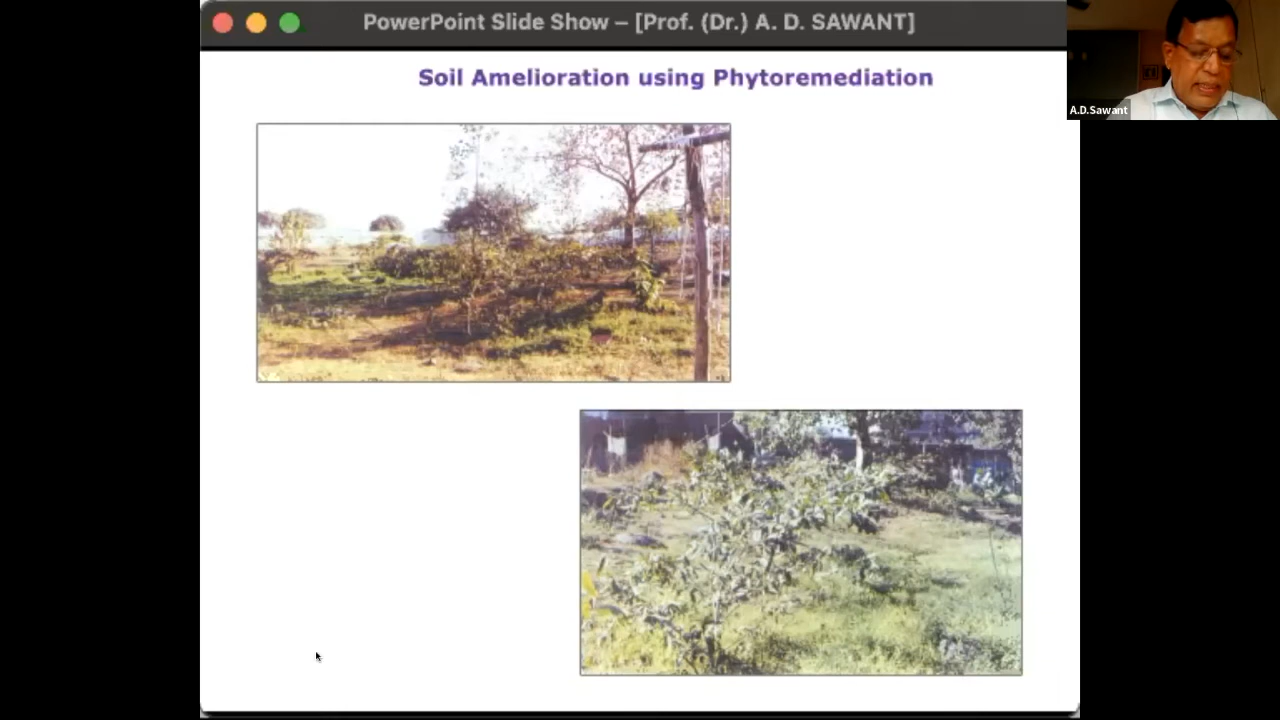 PowerPoint Slide Show – [Prof. (Dr.) A. D. SAWANT]
A.D.Sawant
Soil Amelioration using Phytoremediation